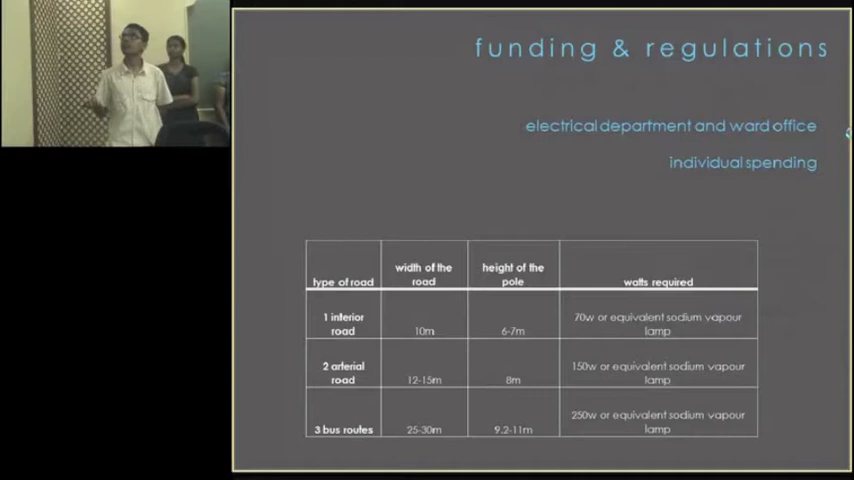 funding & regulations
electrical department and ward office
individual spending
type of road
width of the
road
height of the
pole
watts required
1 interior
road
10m
6-7m
70w or equivalent sodium vapour
lamp
2 arterial
road
12-15m
8m
150w or equivalent sodium vapour
lamp
3 bus routes
25-30m
9.2-11m
250w or equivalent sodium vapour
lamp